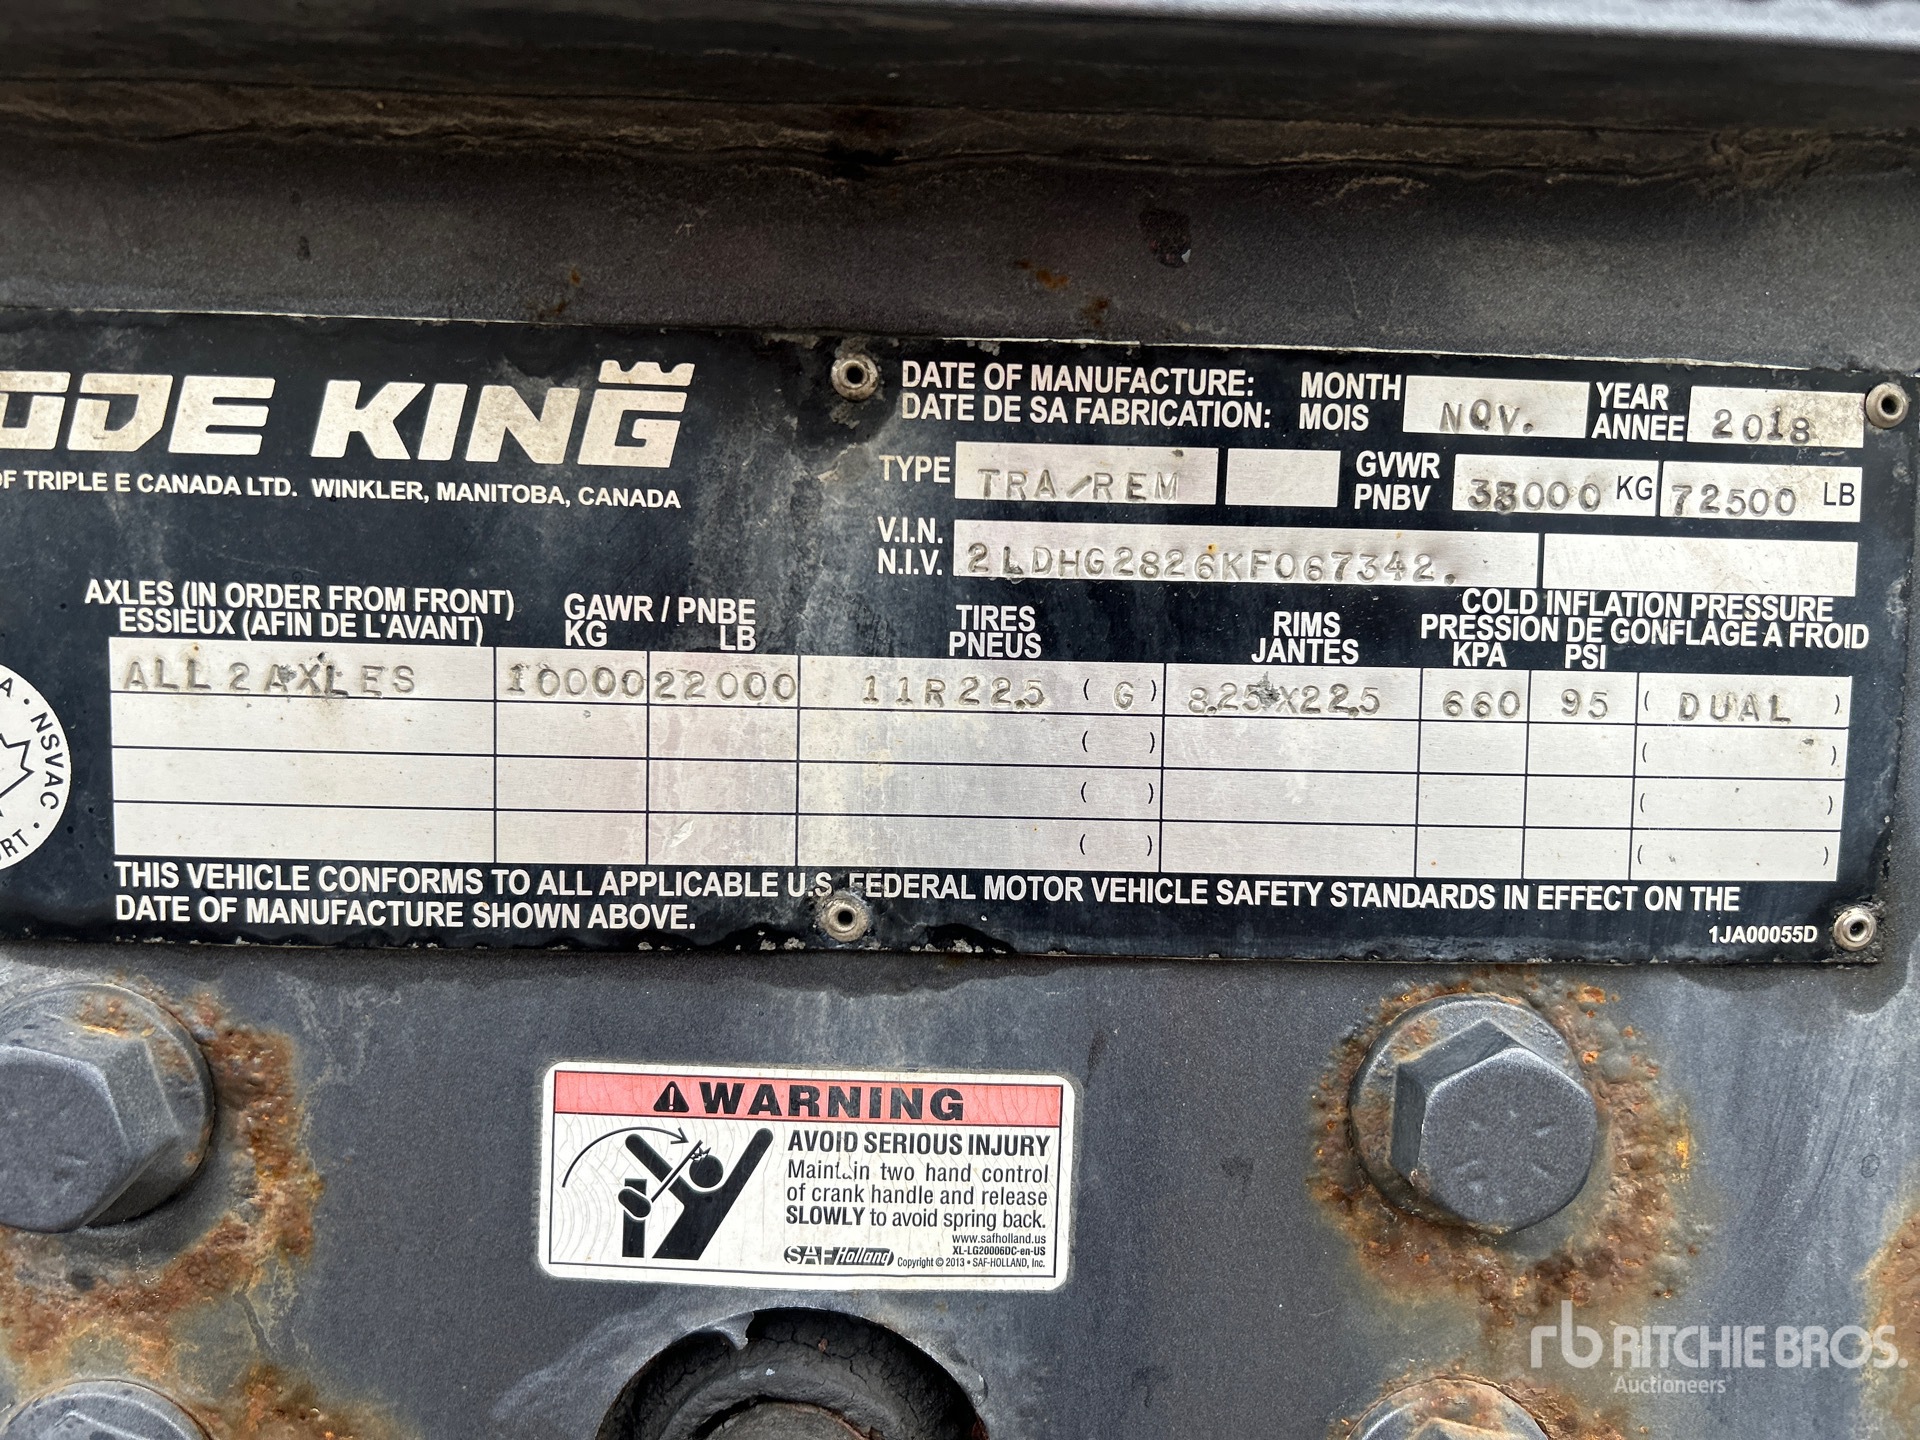 ODE KING
OF TRIPLE E CANADA LTD. WINKLER, MANITOBA, CANADA
DATE OF MANUFACTURE: MONTH NOV. YEAR 2018
DATE DE SA FABRICATION: MOIS ANNEE
TYPE TRA/REM GVWR PNBV KG 72500 LB
V.I.N.
N.I.V. 2LDHG2826KF067342.
AXLES (IN ORDER FROM FRONT) GAWR / PNBE TIRES RIMS COLD INFLATION PRESSURE
ESSIEUX (AFIN DE L'AVANT) KG LB PNEUS JANTES PRESSION DE GONFLAGE A FROID
KPA PSI
ALL 2 AXLES 10000 22000 11R22.5 ( G ) 8.25X22.5 660 95 ( DUAL )
( ) ( )
( ) ( )
( ) ( )
THIS VEHICLE CONFORMS TO ALL APPLICABLE U.S. FEDERAL MOTOR VEHICLE SAFETY STANDARDS IN EFFECT ON THE
DATE OF MANUFACTURE SHOWN ABOVE.
1JA00055D
A • NSVAC
ORT •
WARNING
AVOID SERIOUS INJURY
Maintain two hand control
of crank handle and release
SLOWLY to avoid spring back.
www.safholland.us
XL-LG20006DC-en-US
SAF Holland Copyright © 2013 • SAF-HOLLAND, Inc.
rb RITCHIE BROS.
Auctioneers